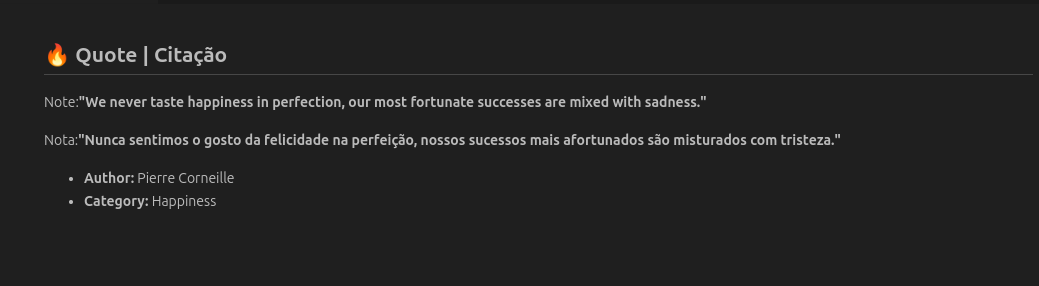 🔥 Quote | Citação
Note:"We never taste happiness in perfection, our most fortunate successes are mixed with sadness."
Nota:"Nunca sentimos o gosto da felicidade na perfeição, nossos sucessos mais afortunados são misturados com tristeza."
• Author: Pierre Corneille
• Category: Happiness